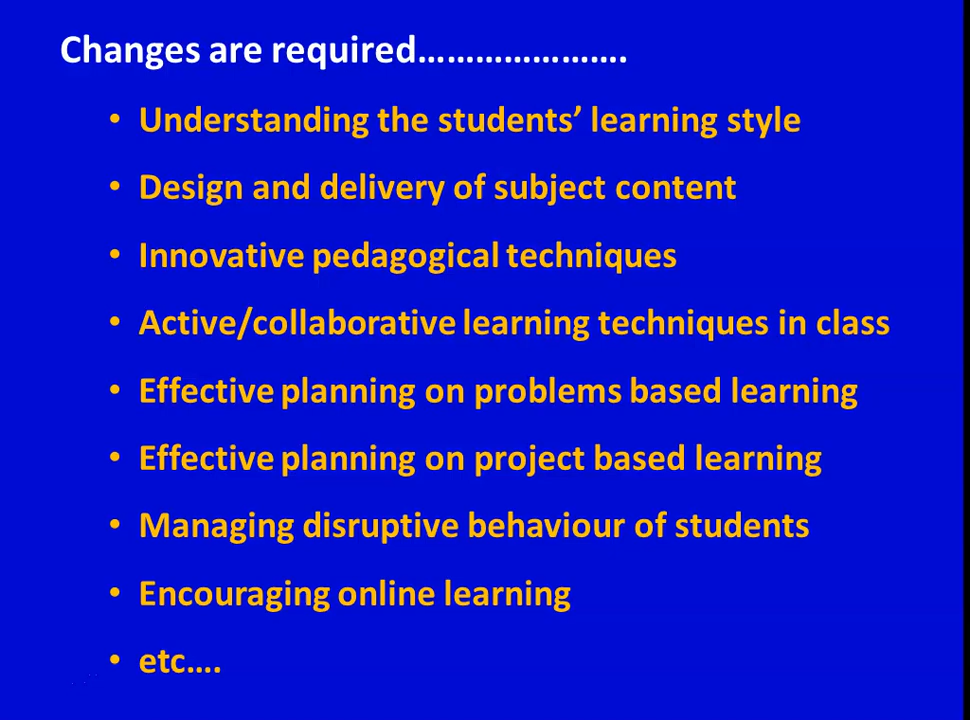 Changes are required………………….
• Understanding the students’ learning style
• Design and delivery of subject content
• Innovative pedagogical techniques
• Active/collaborative learning techniques in class
• Effective planning on problems based learning
• Effective planning on project based learning
• Managing disruptive behaviour of students
• Encouraging online learning
• etc….